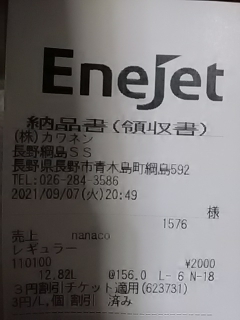 Enejet
納品書(領収書)
(株)カワネン
長野綱島SS
長野県長野市青木島町綱島592
TEL:026-284-3586
2021/09/07(火)20:49
様
1576
売上 nanaco
レギュラー ¥2000
110100
12.82L @156.0 L- 6 N-18
3円割引チケット適用(623731)
3円/L,個割引 済み